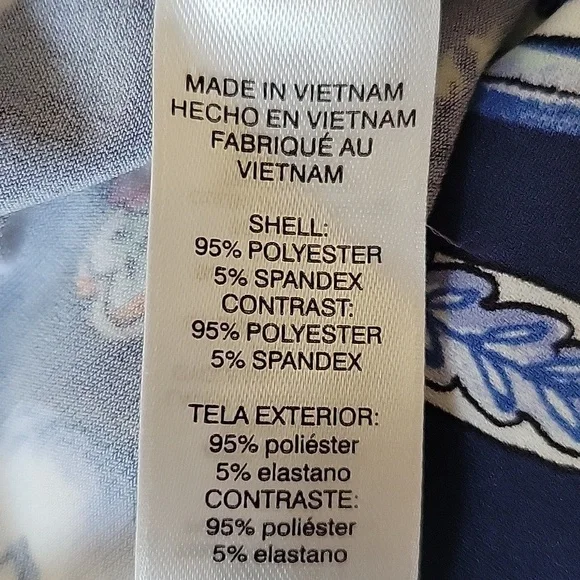 MADE IN VIETNAM
HECHO EN VIETNAM
FABRIQUÉ AU
VIETNAM
SHELL:
95% POLYESTER
5% SPANDEX
CONTRAST:
95% POLYESTER
5% SPANDEX
TELA EXTERIOR:
95% poliéster
5% elastano
CONTRASTE:
95% poliéster
5% elastano